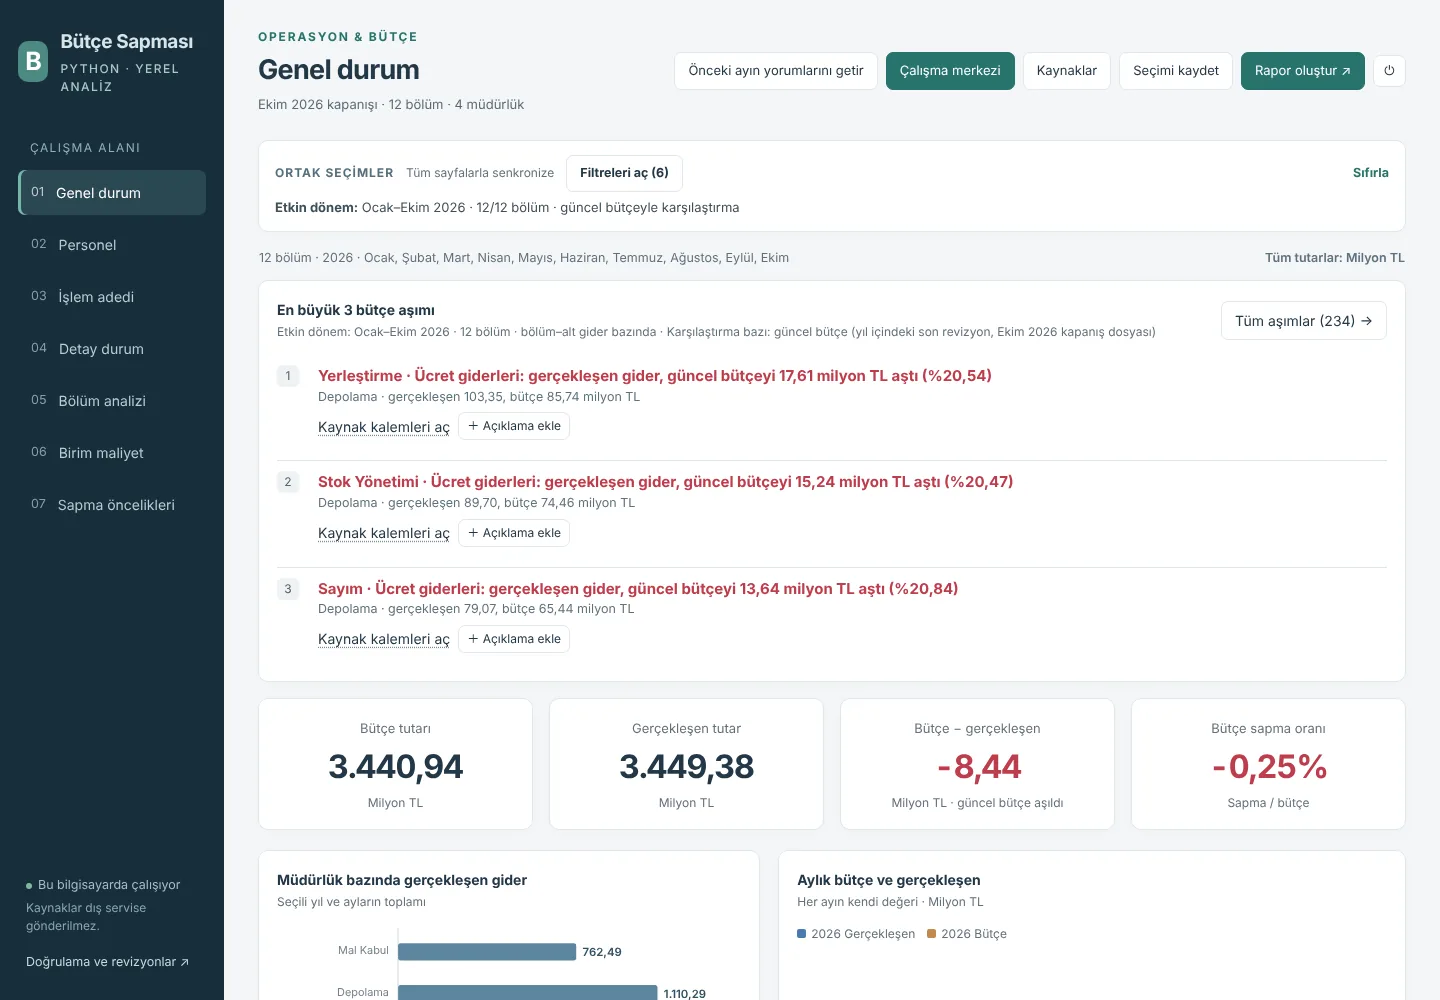 B
Bütçe Sapması
PYTHON · YEREL
ANALİZ
ÇALIŞMA ALANI
01 Genel durum
02 Personel
03 İşlem adedi
04 Detay durum
05 Bölüm analizi
06 Birim maliyet
07 Sapma öncelikleri
Bu bilgisayarda çalışıyor
Kaynaklar dış servise
gönderilmez.
Doğrulama ve revizyonlar ↗
OPERASYON & BÜTÇE
Genel durum
Ekim 2026 kapanışı · 12 bölüm · 4 müdürlük
Önceki ayın yorumlarını getir
Çalışma merkezi
Kaynaklar
Seçimi kaydet
Rapor oluştur ↗
ORTAK SEÇİMLER Tüm sayfalarla senkronize Filtreleri aç (6) Sıfırla
Etkin dönem: Ocak–Ekim 2026 · 12/12 bölüm · güncel bütçeyle karşılaştırma
12 bölüm · 2026 · Ocak, Şubat, Mart, Nisan, Mayıs, Haziran, Temmuz, Ağustos, Eylül, Ekim Tüm tutarlar: Milyon TL
En büyük 3 bütçe aşımı
Etkin dönem: Ocak–Ekim 2026 · 12 bölüm · bölüm–alt gider bazında · Karşılaştırma bazı: güncel bütçe (yıl içindeki son revizyon, Ekim 2026 kapanış dosyası)
Tüm aşımlar (234) →
1 Yerleştirme · Ücret giderleri: gerçekleşen gider, güncel bütçeyi 17,61 milyon TL aştı (%20,54)
Depolama · gerçekleşen 103,35, bütçe 85,74 milyon TL
Kaynak kalemleri aç + Açıklama ekle
2 Stok Yönetimi · Ücret giderleri: gerçekleşen gider, güncel bütçeyi 15,24 milyon TL aştı (%20,47)
Depolama · gerçekleşen 89,70, bütçe 74,46 milyon TL
Kaynak kalemleri aç + Açıklama ekle
3 Sayım · Ücret giderleri: gerçekleşen gider, güncel bütçeyi 13,64 milyon TL aştı (%20,84)
Depolama · gerçekleşen 79,07, bütçe 65,44 milyon TL
Kaynak kalemleri aç + Açıklama ekle
Bütçe tutarı
3.440,94
Milyon TL
Gerçekleşen tutar
3.449,38
Milyon TL
Bütçe − gerçekleşen
-8,44
Milyon TL · güncel bütçe aşıldı
Bütçe sapma oranı
-0,25%
Sapma / bütçe
Müdürlük bazında gerçekleşen gider
Seçili yıl ve ayların toplamı
Mal Kabul 762,49
Depolama 1.110,29
Aylık bütçe ve gerçekleşen
Her ayın kendi değeri · Milyon TL
2026 Gerçekleşen 2026 Bütçe